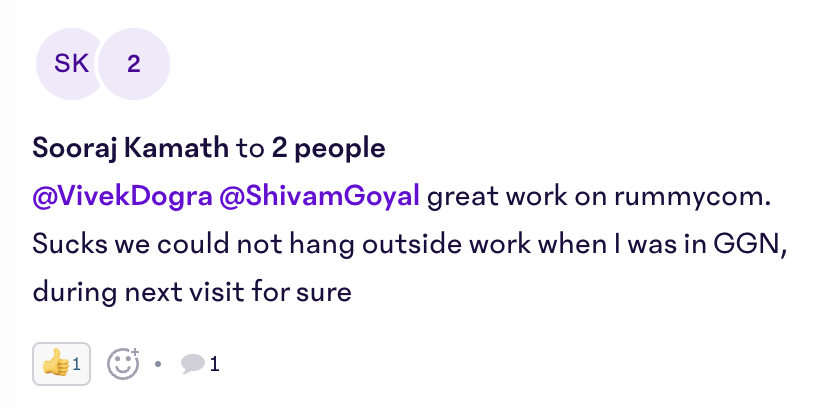 SK 2
Sooraj Kamath to 2 people
@VivekDogra @ShivamGoyal great work on rummycom.
Sucks we could not hang outside work when I was in GGN,
during next visit for sure
👍 1 • 1